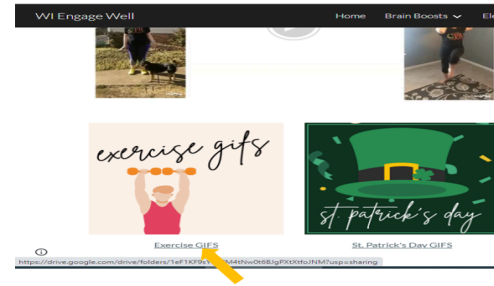 WI Engage Well
Home Brain Boosts
exercise gifs
st. patrick's day
Exercise GIFS
St. Patrick's Day GIFS